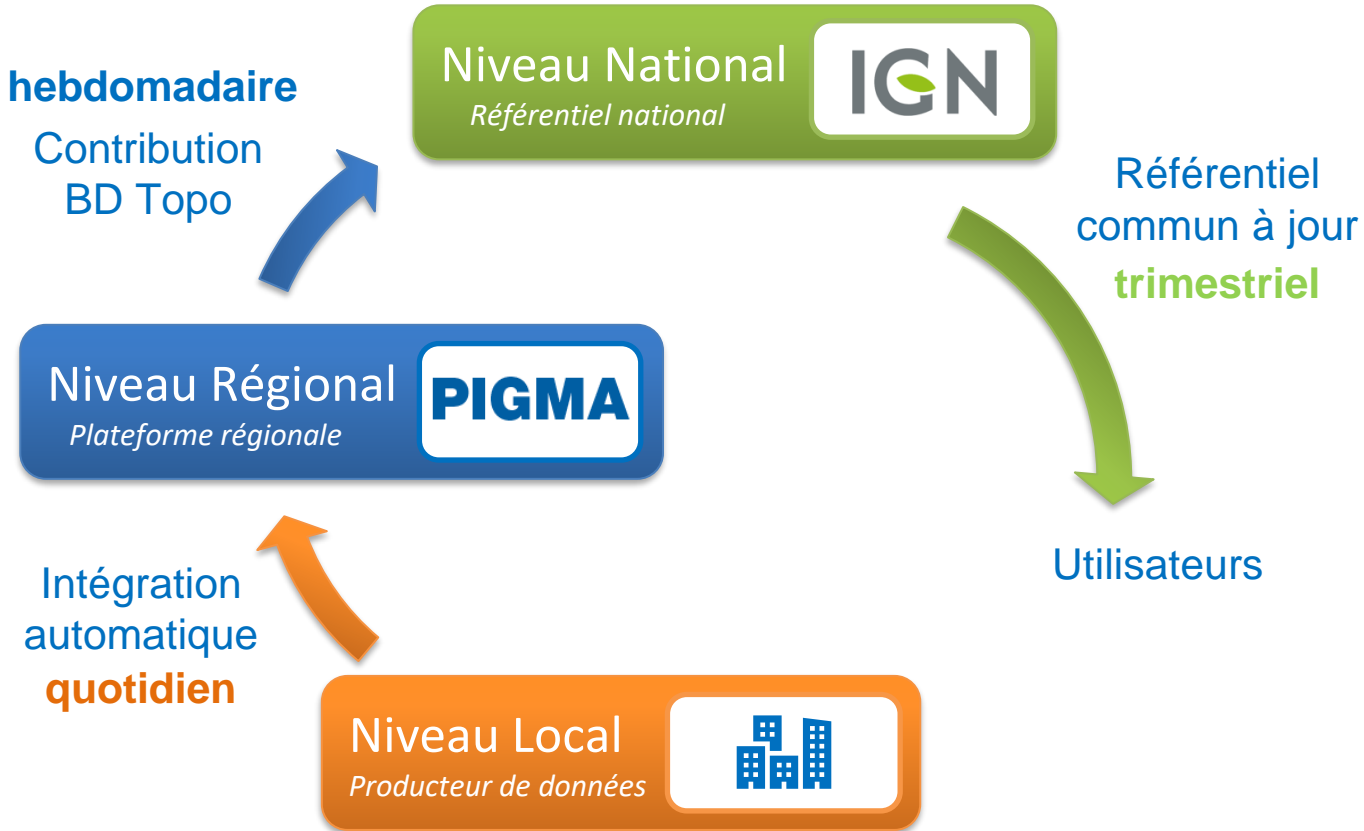 Niveau National
Référentiel national
IGN
hebdomadaire
Contribution
BD Topo
Référentiel
commun à jour
trimestriel
Niveau Régional
Plateforme régionale
PIGMA
Utilisateurs
Intégration
automatique
quotidien
Niveau Local
Producteur de données